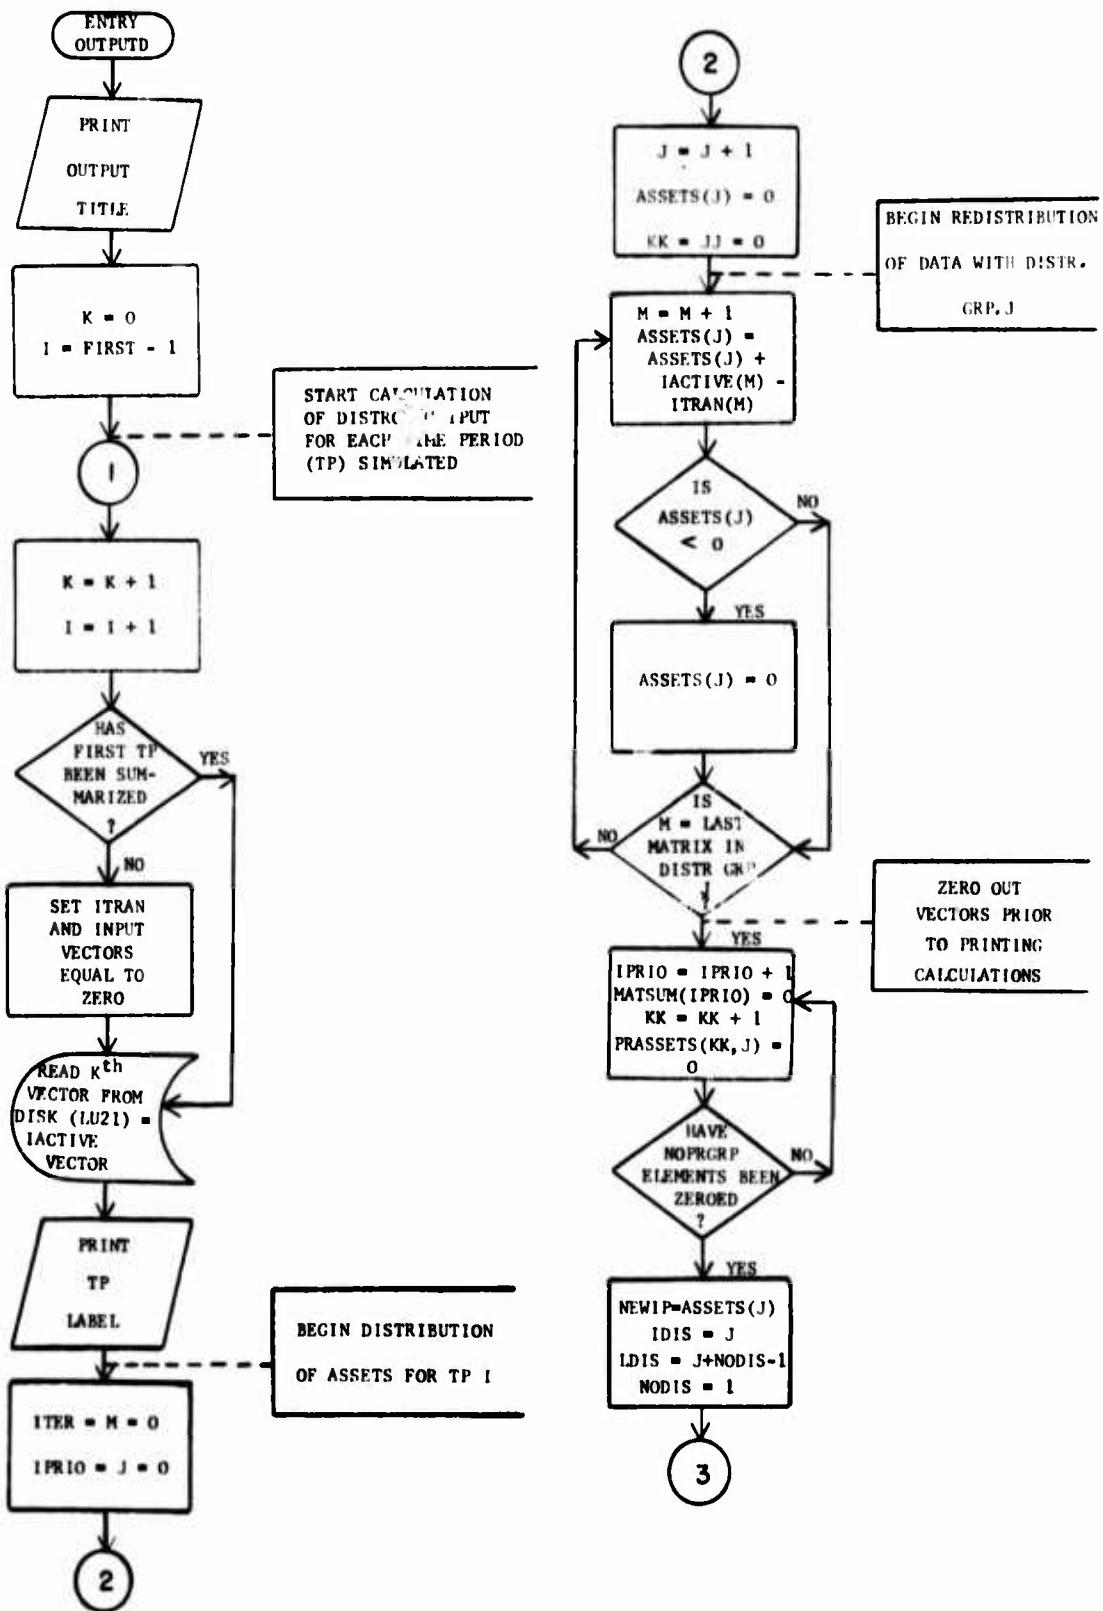 ENTRY
OUTPUTD
PRINT
OUTPUT
TITLE
K = 0
I = FIRST - 1
START CALCULATION
OF DISTRO
FOR EACH PERIOD
(TP) SIMULATED
1
K = K + 1
I = I + 1
HAS
FIRST TP
BEEN SUM-
MARIZED
?
YES
NO
SET ITRAN
AND INPUT
VECTORS
EQUAL TO
ZERO
READ Kth
VECTOR FROM
DISK (LU21) =
IACTIVE
VECTOR
PRINT
TP
LABEL
BEGIN DISTRIBUTION
OF ASSETS FOR TP I
ITER = M = 0
IPRIO = J = 0
2
2
J = J + 1
ASSETS(J) = 0
KK = JJ = 0
BEGIN REDISTRIBUTION
OF DATA WITH DISTR.
GRP.J
M = M + 1
ASSETS(J) =
ASSETS(J) +
IACTIVE(M) -
ITRAN(M)
IS
ASSETS(J)
< 0
NO
YES
ASSETS(J) = 0
IS
M = LAST
MATRIX IN
DISTR GRP
?
NO
YES
ZERO OUT
VECTORS PRIOR
TO PRINTING
CALCULATIONS
IPRIO = IPRIO + 1
MATSUM(IPRIO) = 0
KK = KK + 1
PRASSETS(KK,J) =
0
HAVE
NOPRGRP
ELEMENTS BEEN
ZEROED
?
NO
YES
NEWIP=ASSETS(J)
IDIS = J
LDIS = J+NODIS-1
NODIS = 1
3